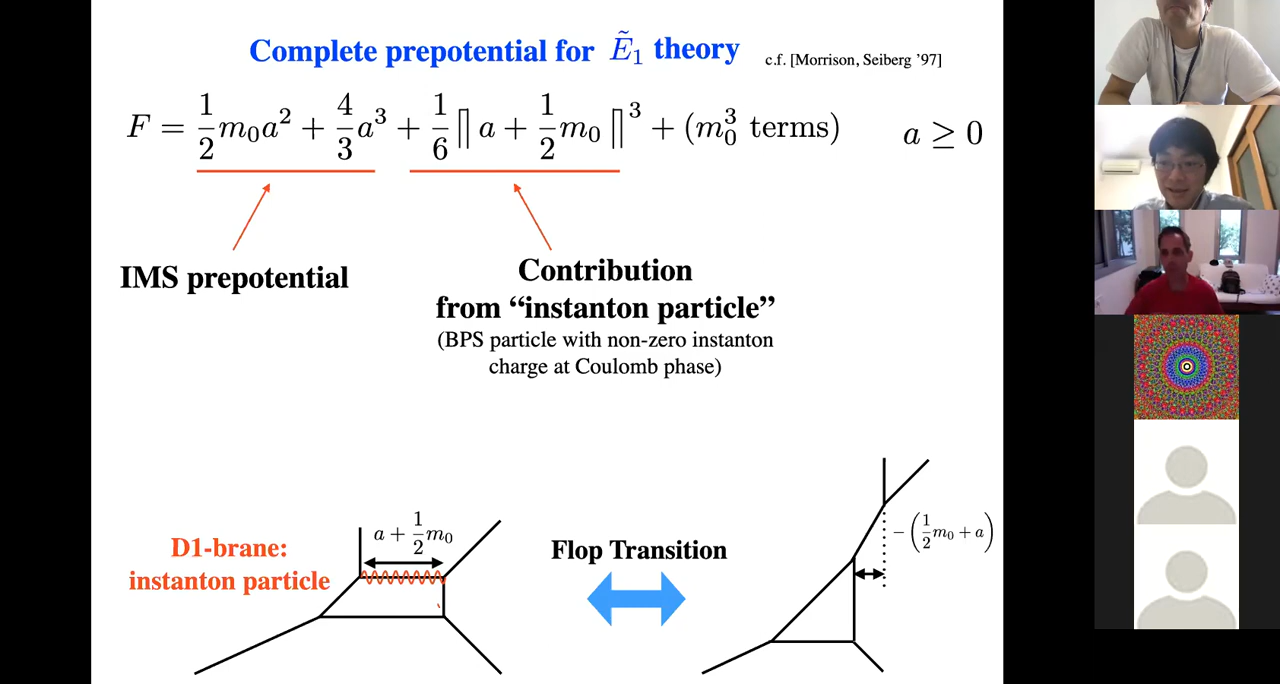 Complete prepotential for Ẽ₁ theory c.f. [Morrison, Seiberg ’97]
F = 1/2 m₀a² + 4/3 a³ + 1/6 ⟦ a + 1/2 m₀ ⟧³ + (m₀³ terms) a ≥ 0
IMS prepotential
Contribution
from “instanton particle”
(BPS particle with non-zero instanton
charge at Coulomb phase)
D1-brane:
instanton particle
a + 1/2 m₀
Flop Transition
− (1/2 m₀ + a)